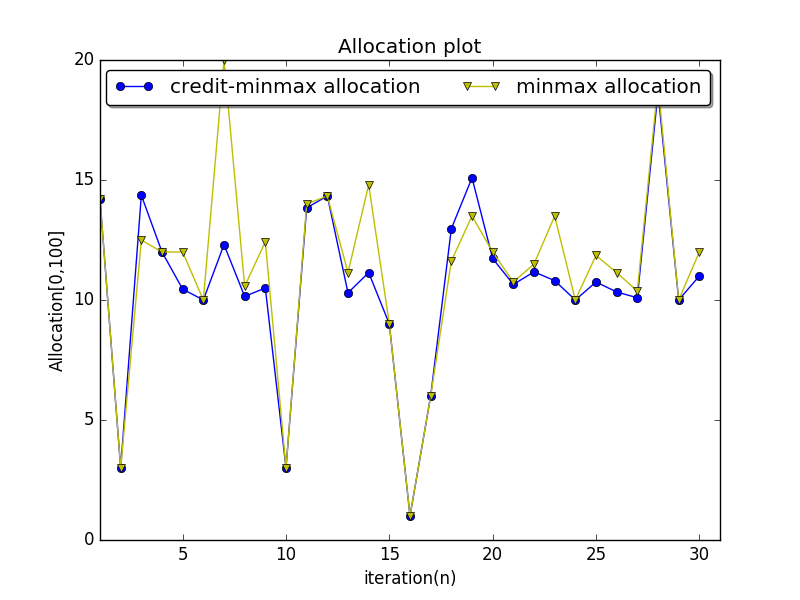 Allocation plot
credit-minmax allocation minmax allocation
20
15
10
5
0
Allocation[0,100]
5 10 15 20 25 30
iteration(n)